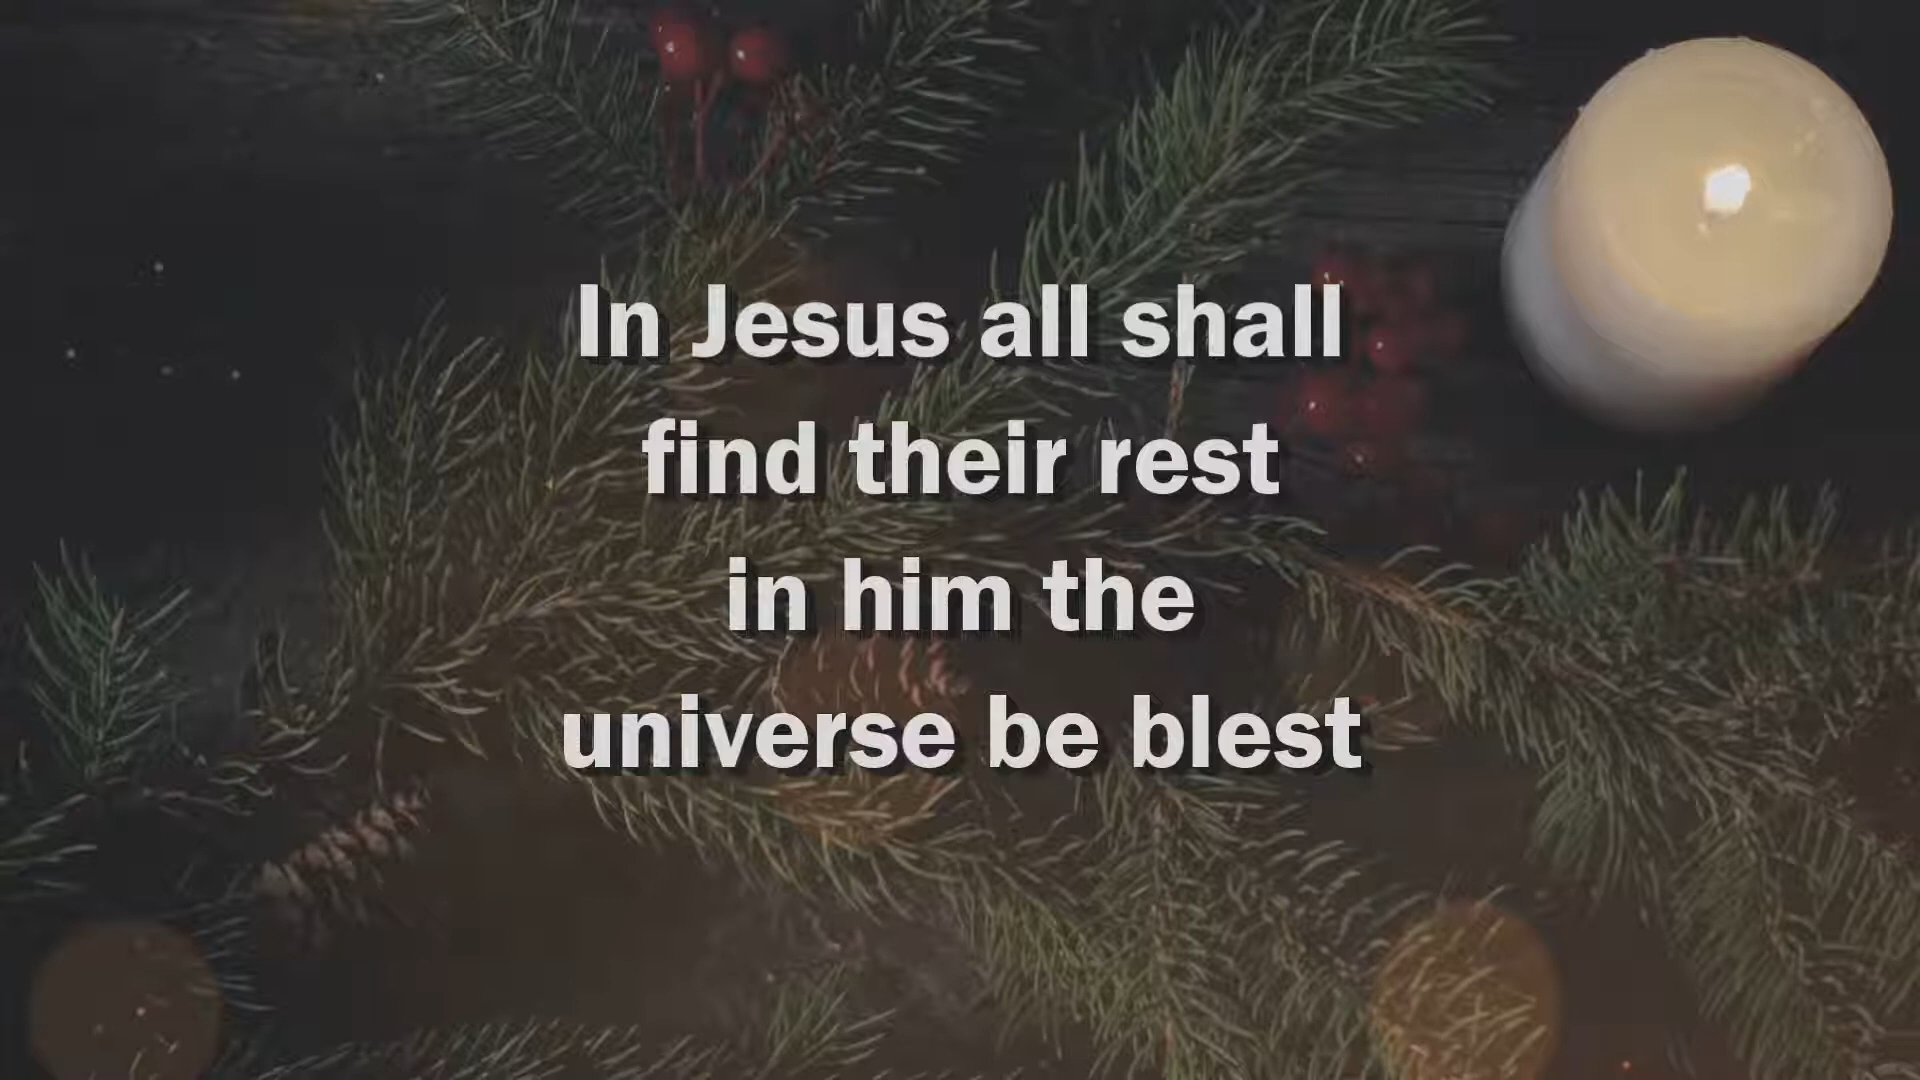 In Jesus all shall
find their rest
in him the
universe be blest